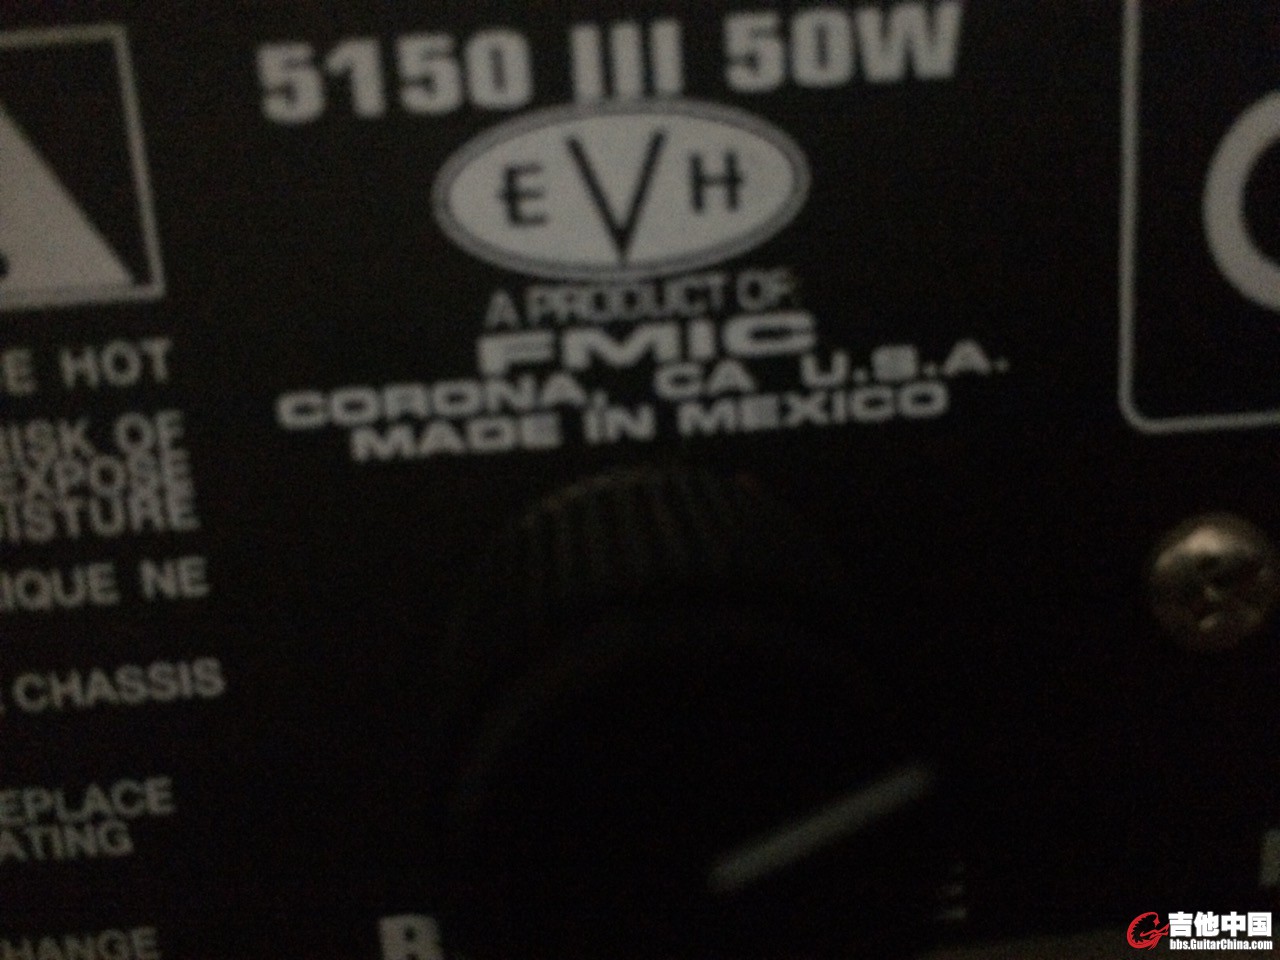 5150 III 50W
EVH
A PRODUCT OF
FMIC
CORONA, CA U.S.A.
MADE IN MEXICO
E HOT
RISK OF
EXPOSE
OISTURE
IQUE NE
CHASSIS
EPLACE
ATING
HANGE
R
吉他中国
bbs.GuitarChina.com